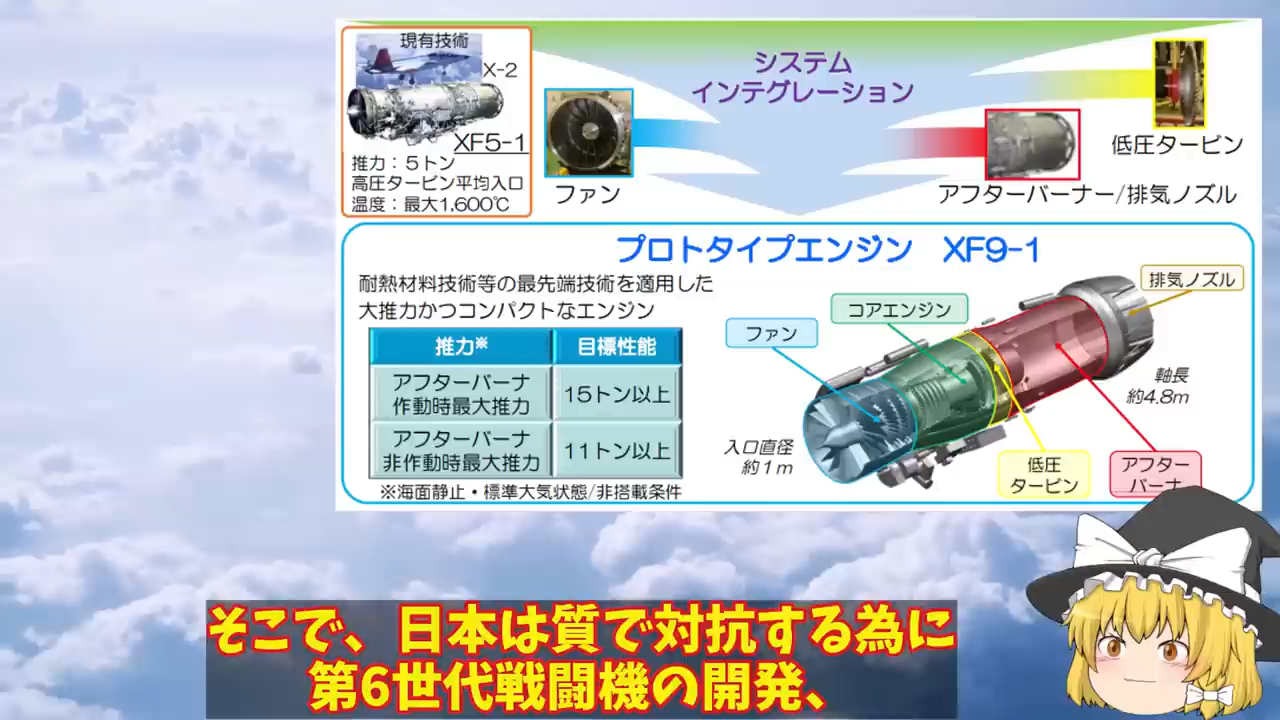 現有技術
X-2
XF5-1
推力：５トン
高圧タービン平均入口
温度：最大1,600℃
システム
インテグレーション
ファン
低圧タービン
アフターバーナー/排気ノズル
プロトタイプエンジン　XF9-1
耐熱材料技術等の最先端技術を適用した
大推力かつコンパクトなエンジン
推力※
目標性能
アフターバーナ
作動時最大推力
15トン以上
アフターバーナ
非作動時最大推力
11トン以上
※海面静止・標準大気状態/非搭載条件
ファン
コアエンジン
排気ノズル
軸長
約4.8m
入口直径
約１ｍ
低圧
タービン
アフター
バーナ
そこで、日本は質で対抗する為に
第6世代戦闘機の開発、